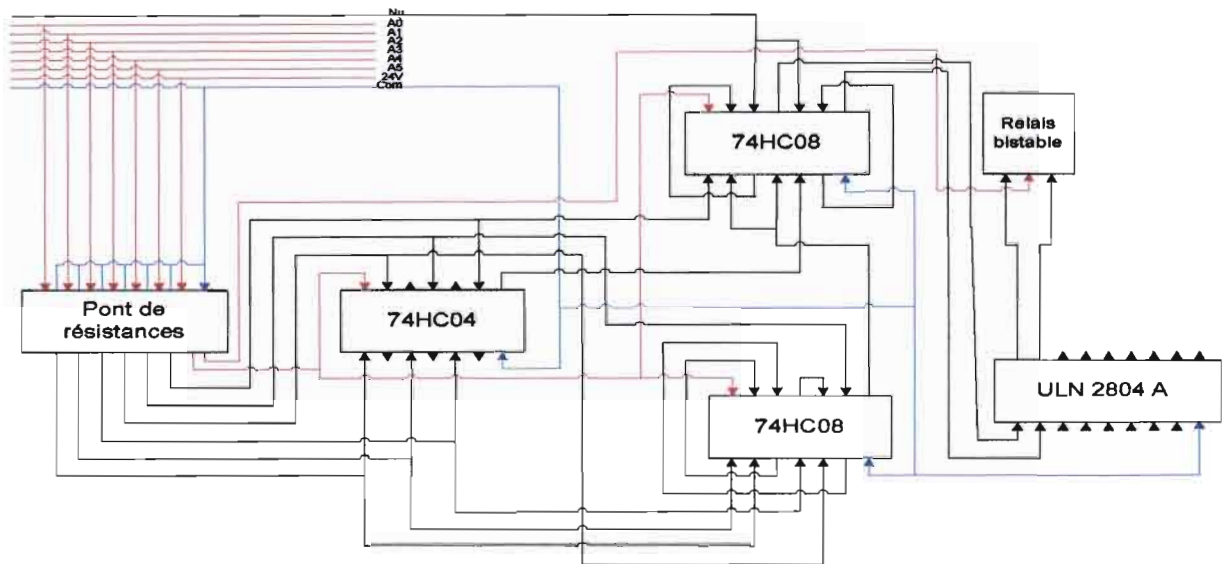 Nu
A0
A1
A2
A3
A4
A5
24V
Com
74HC08
Relais
bistable
Pont de
résistances
74HC04
ULN 2804 A
74HC08